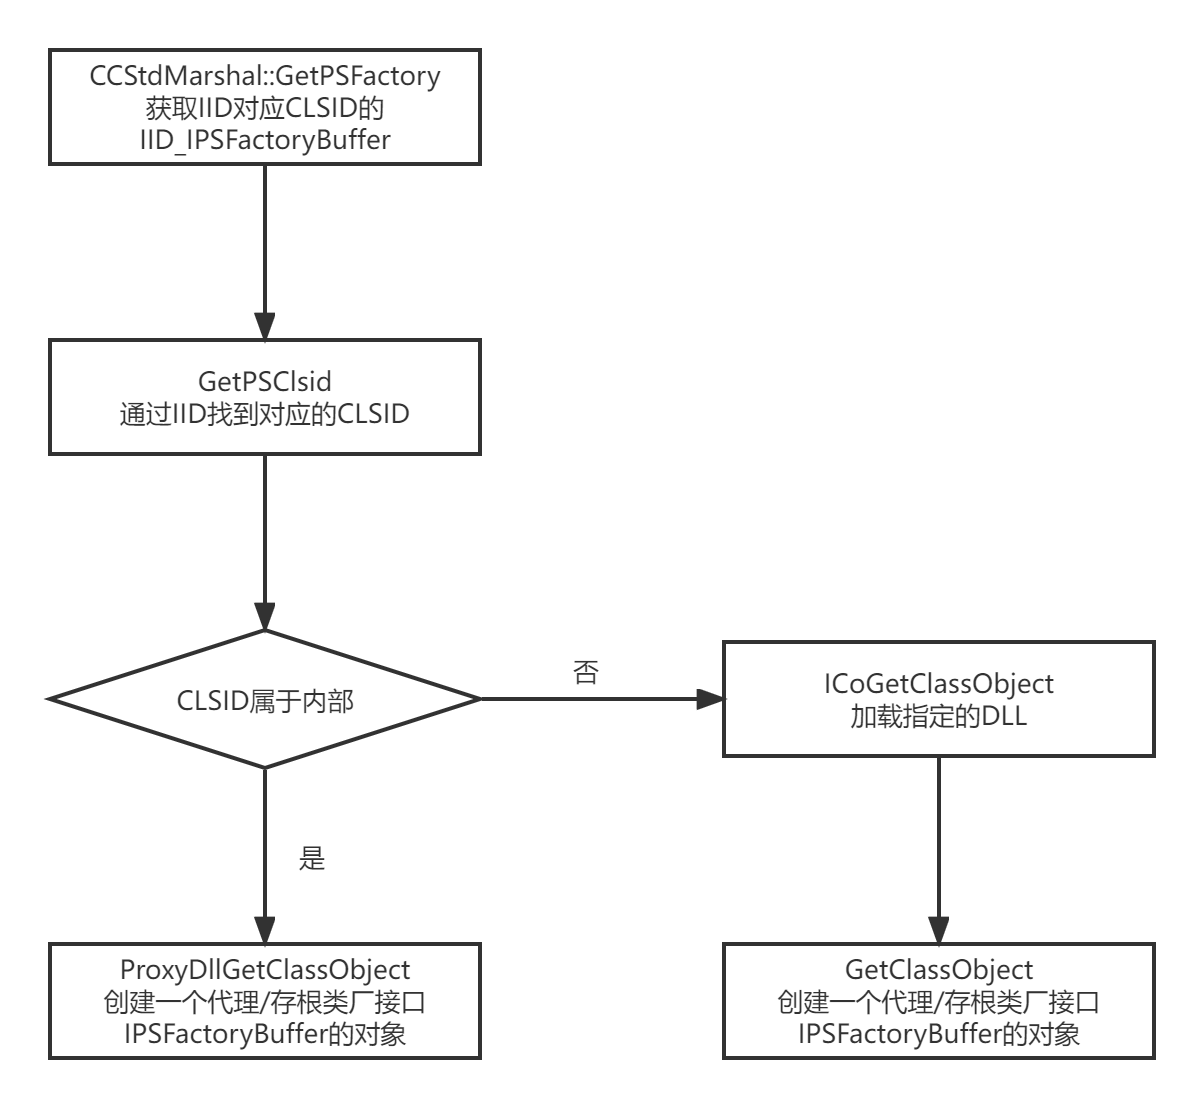 CCStdMarshal::GetPSFactory
获取IID对应CLSID的
IID_IPSFactoryBuffer
GetPSClsid
通过IID找到对应的CLSID
CLSID属于内部
否
ICoGetClassObject
加载指定的DLL
是
ProxyDllGetClassObject
创建一个代理/存根类厂接口
IPSFactoryBuffer的对象
GetClassObject
创建一个代理/存根类厂接口
IPSFactoryBuffer的对象